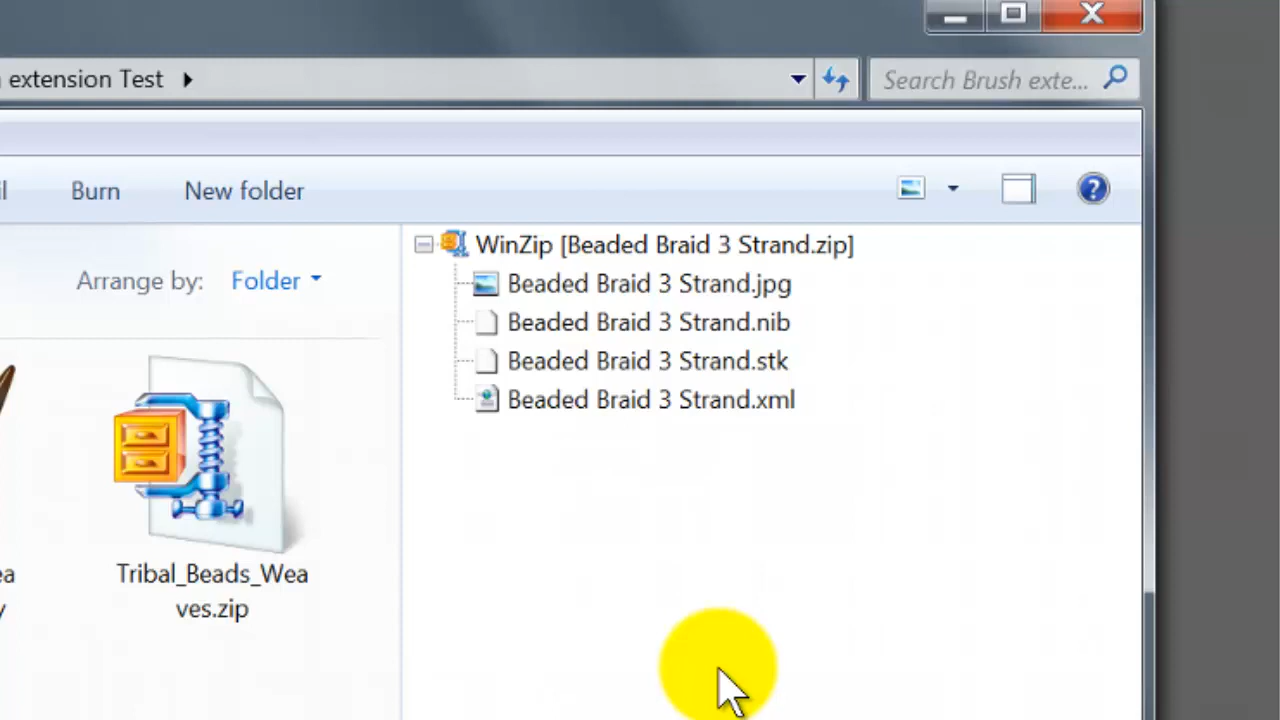 extension Test
Search Brush exte...
Burn
New folder
WinZip [Beaded Braid 3 Strand.zip]
Arrange by:
Folder
Beaded Braid 3 Strand.jpg
Beaded Braid 3 Strand.nib
Beaded Braid 3 Strand.stk
Beaded Braid 3 Strand.xml
Tribal_Beads_Wea
ves.zip